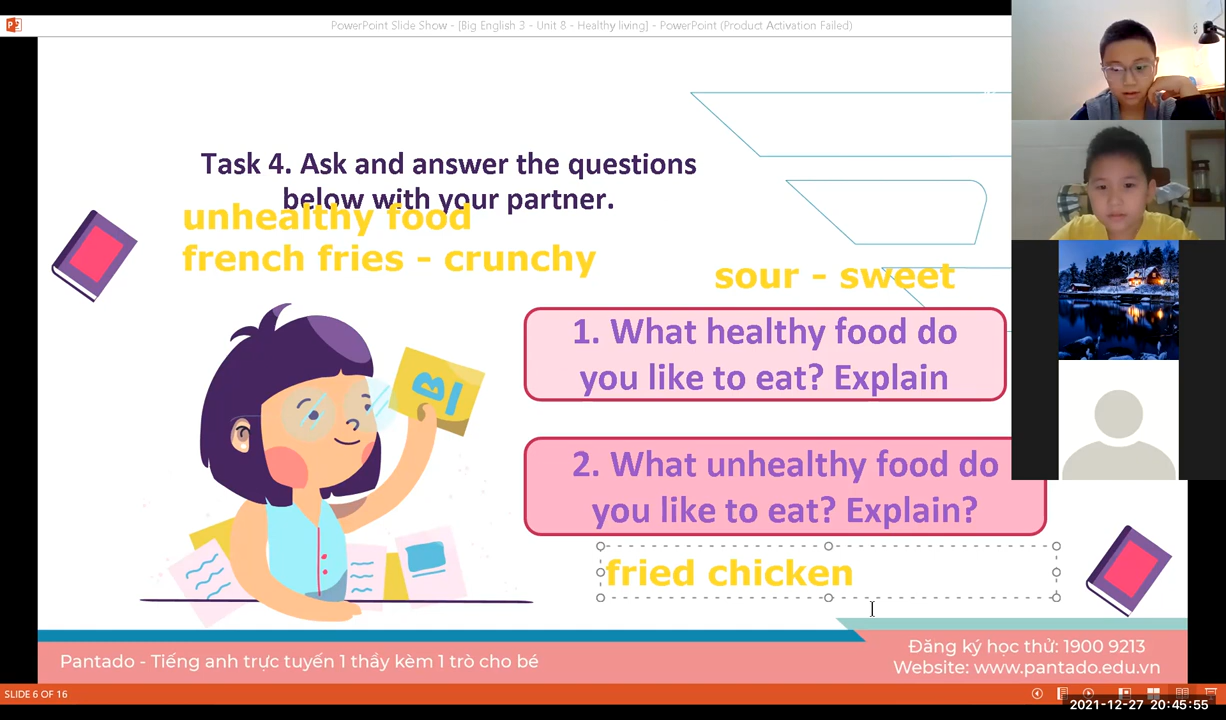 PowerPoint Slide Show - [Big English 3 - Unit 8 - Healthy living] - PowerPoint (Product Activation Failed)
Task 4. Ask and answer the questions
below with your partner.
unhealthy food
french fries - crunchy
sour - sweet
1. What healthy food do
you like to eat? Explain
2. What unhealthy food do
you like to eat? Explain?
fried chicken
Pantado - Tiếng anh trực tuyến 1 thầy kèm 1 trò cho bé
Đăng ký học thử: 1900 9213
Website: www.pantado.edu.vn
SLIDE 6 OF 16
2021-12-27 20:45:55